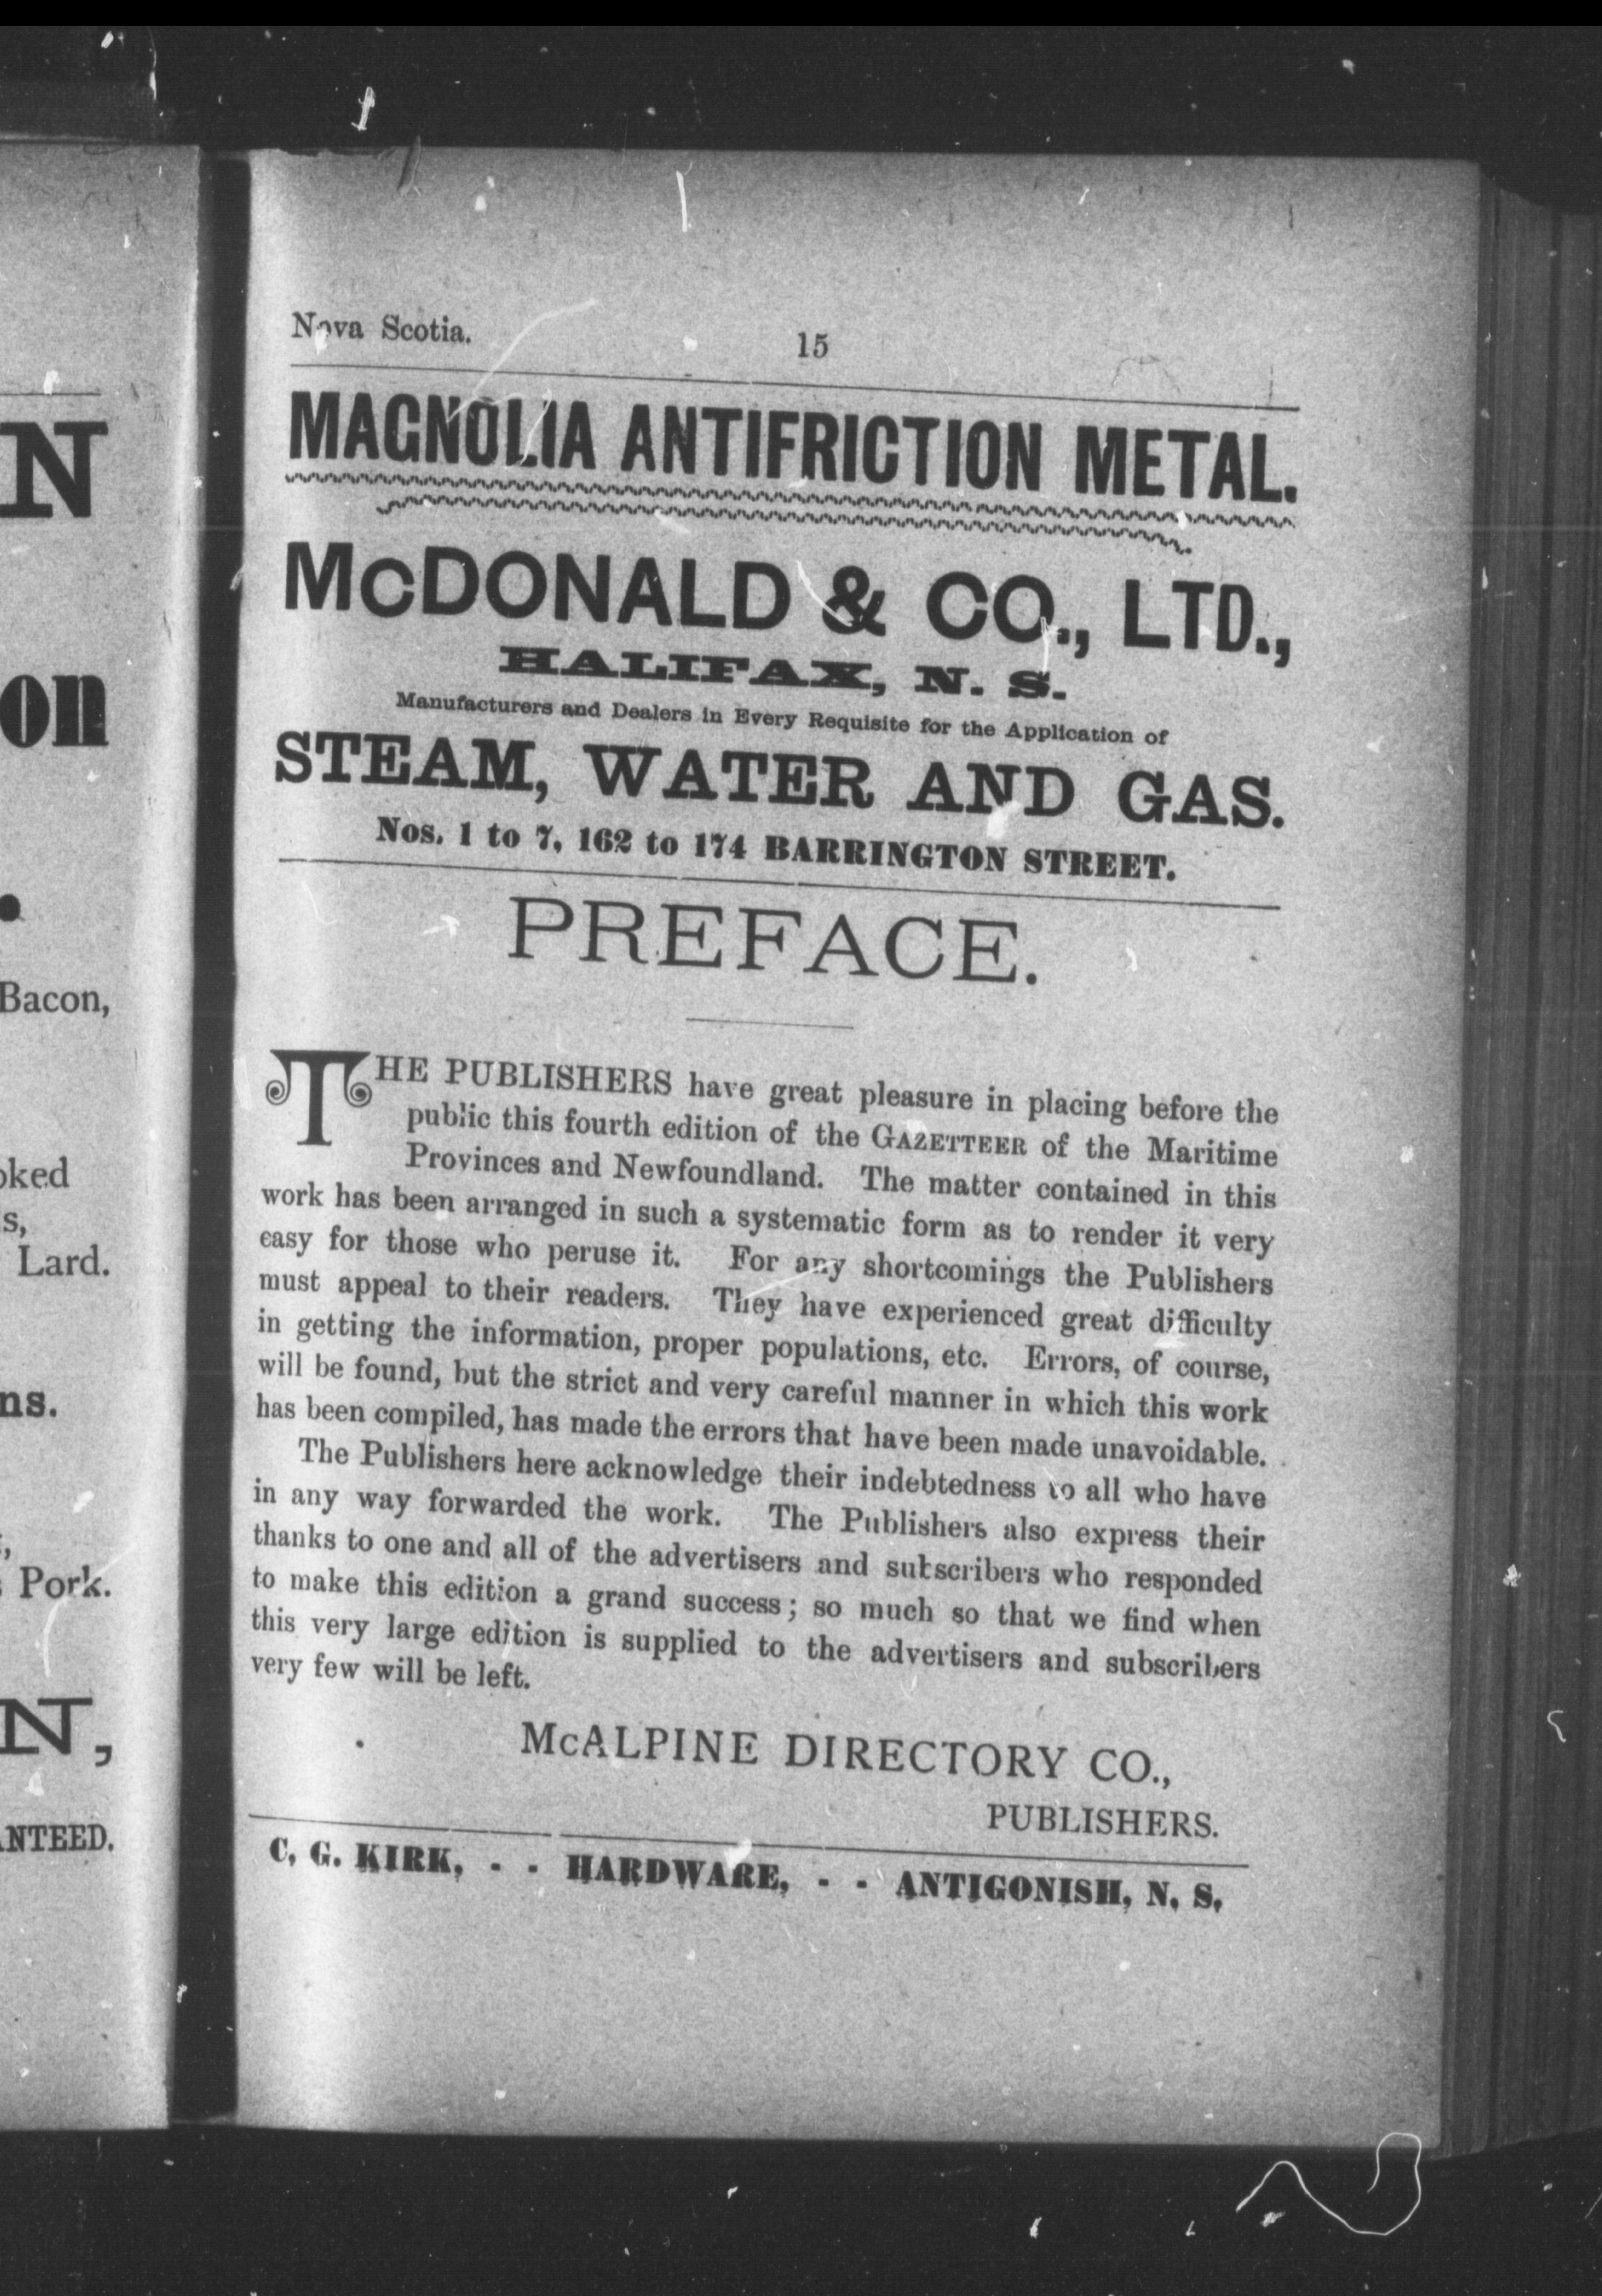 N
on
.
Bacon,
oked
s,
Lard.
ns.
Pork.
N,
ANTEED.
Nova Scotia.
15
MAGNOLIA ANTIFRICTION METAL.
McDONALD & CO., LTD.,
HALIFAX, N. S.
Manufacturers and Dealers in Every Requisite for the Application of
STEAM, WATER AND GAS.
Nos. 1 to 7, 162 to 174 BARRINGTON STREET.
PREFACE.
THE PUBLISHERS have great pleasure in placing before the
public this fourth edition of the GAZETTEER of the Maritime
Provinces and Newfoundland. The matter contained in this
work has been arranged in such a systematic form as to render it very
easy for those who peruse it. For any shortcomings the Publishers
must appeal to their readers. They have experienced great difficulty
in getting the information, proper populations, etc. Errors, of course,
will be found, but the strict and very careful manner in which this work
has been compiled, has made the errors that have been made unavoidable.
The Publishers here acknowledge their indebtedness to all who have
in any way forwarded the work. The Publishers also express their
thanks to one and all of the advertisers and subscribers who responded
to make this edition a grand success; so much so that we find when
this very large edition is supplied to the advertisers and subscribers
very few will be left.
McALPINE DIRECTORY CO.,
PUBLISHERS.
C. G. KIRK, - - HARDWARE, - - ANTIGONISH, N. S.